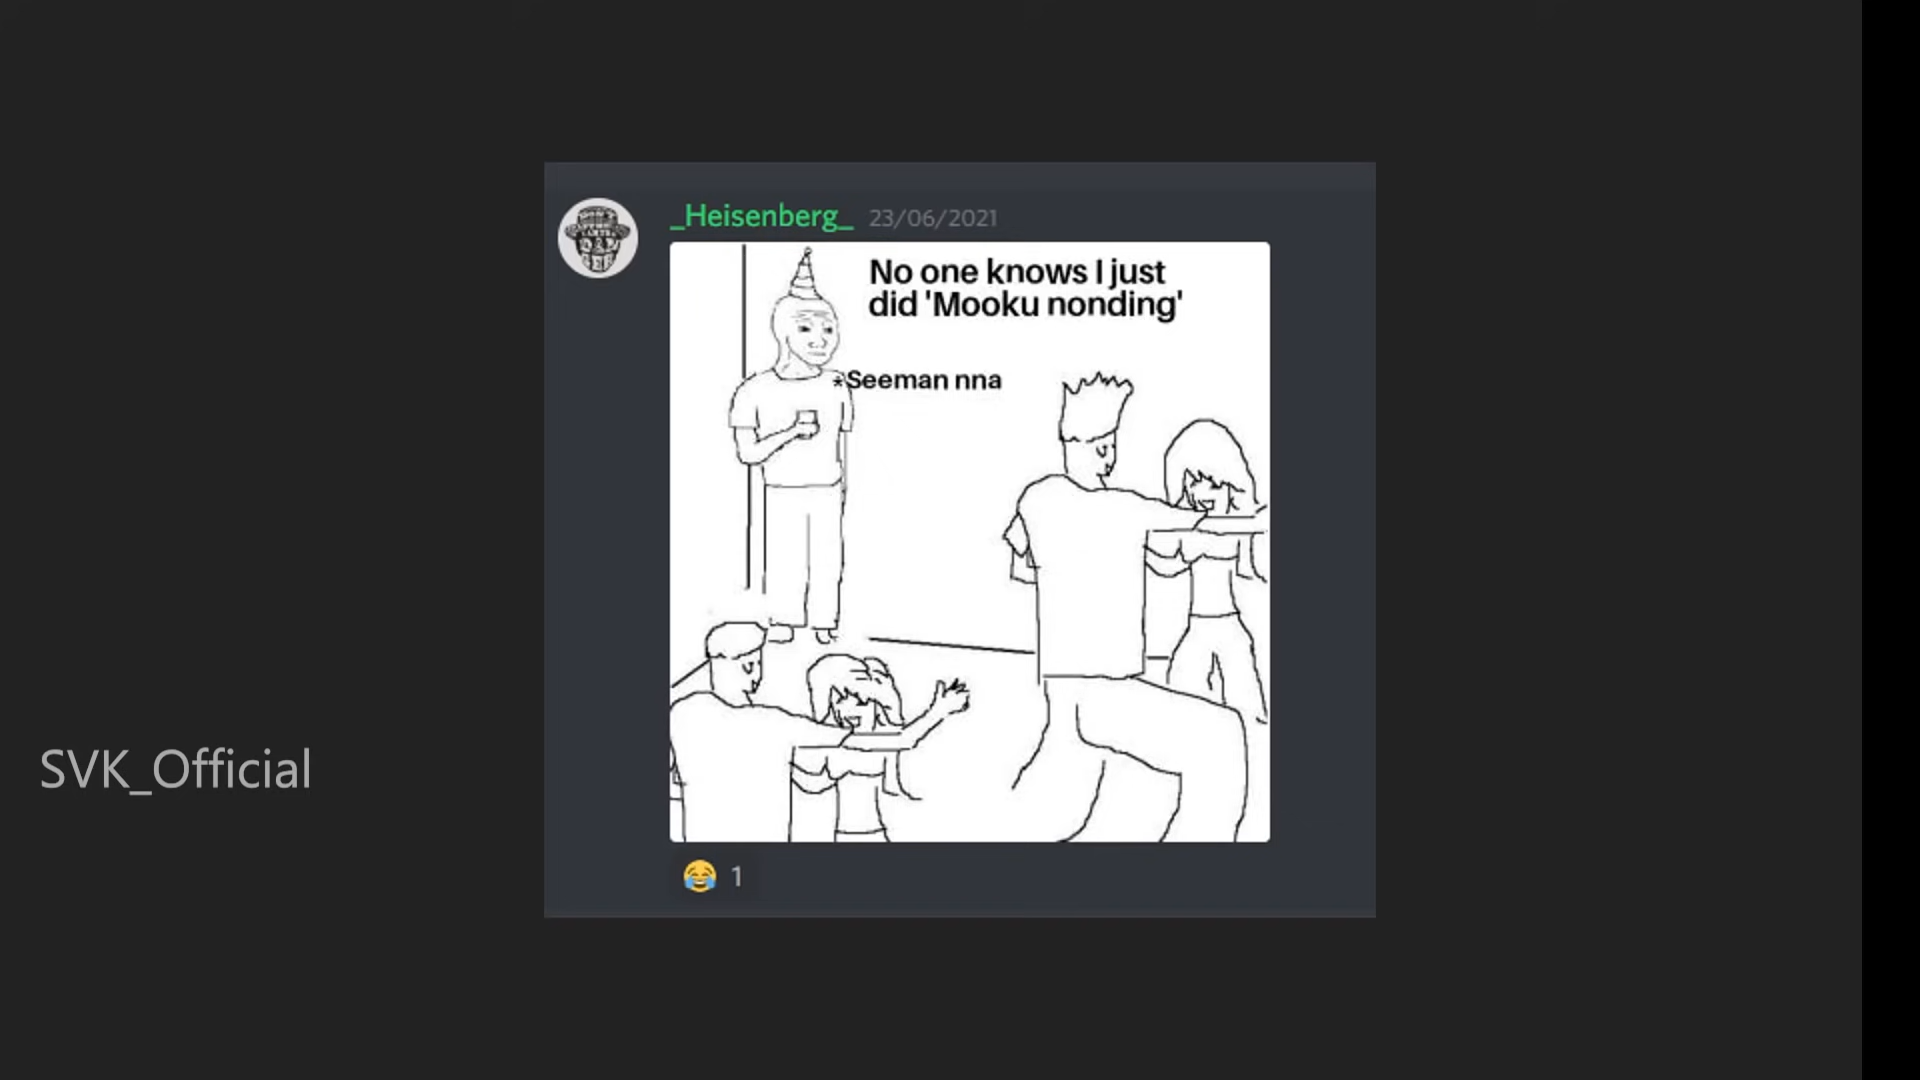 _Heisenberg_ 23/06/2021
No one knows I just
did 'Mooku nonding'
*Seeman nna
1
SVK_Official